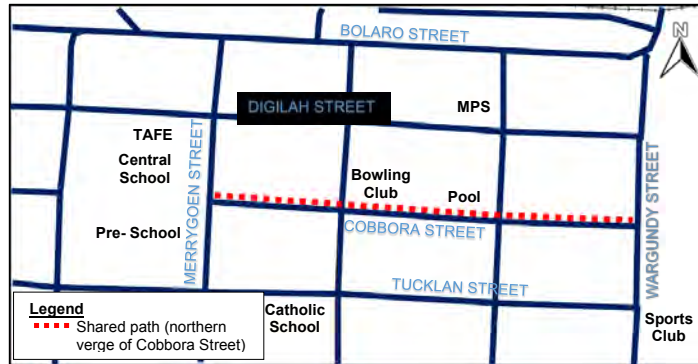 BOLARO STREET
N
DIGILAH STREET
MPS
TAFE
Central
School
MERRYGOEN STREET
Bowling
Club
Pool
WARGUNDY STREET
Pre- School
COBBORA STREET
TUCKLAN STREET
Legend
Shared path (northern
verge of Cobbora Street)
Catholic
School
Sports
Club